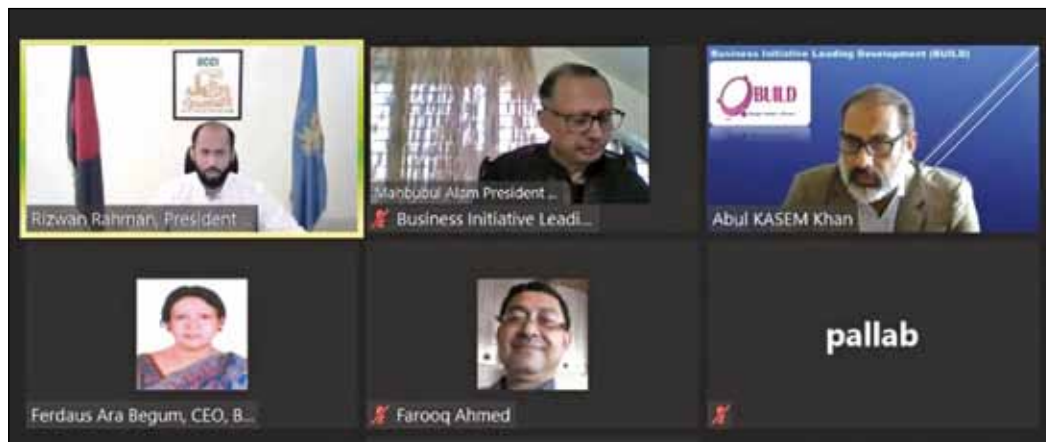 Rizwan Rahman, President ...
Mahbubul Alam President ...
Business Initiative Leadi...
Business Initiative Leading Development (BUILD)
BUILD
Abul KASEM Khan
Ferdaus Ara Begum, CEO, B...
Farooq Ahmed
pallab